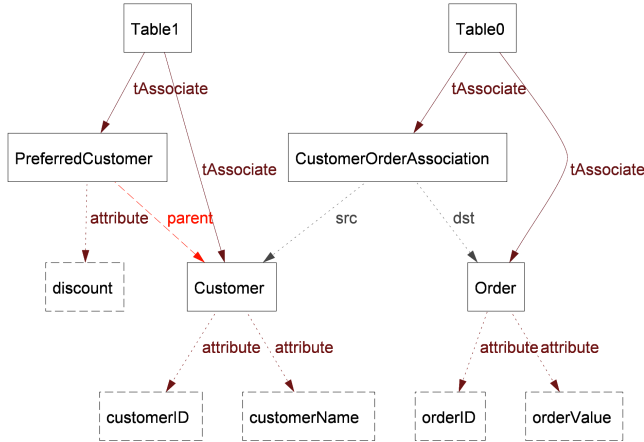 Table1
Table0
tAssociate
tAssociate
PreferredCustomer
tAssociate
CustomerOrderAssociation
tAssociate
attribute
parent
src
dst
discount
Customer
Order
attribute
attribute
attribute
attribute
customerID
customerName
orderID
orderValue